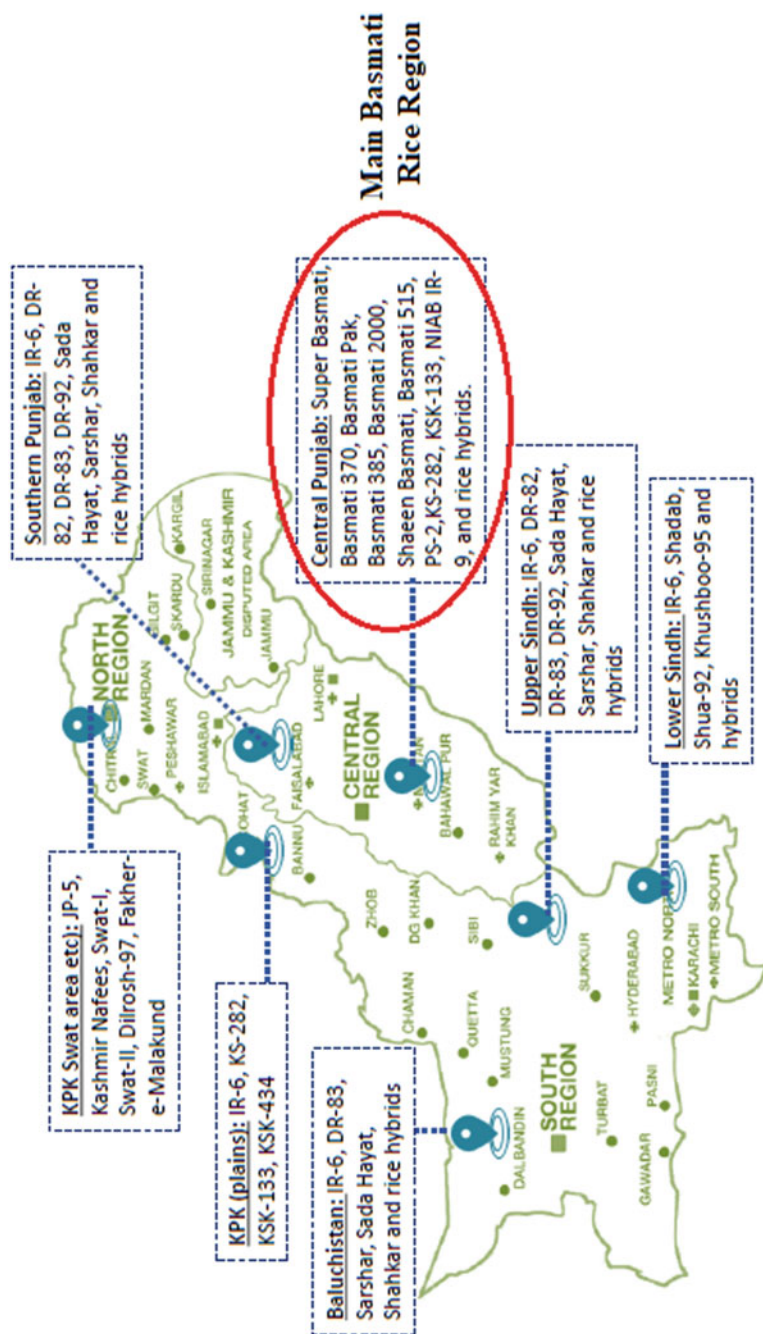 KPK Swat area etc): JP-5,
Kashmir Nafees, Swat-I,
Swat-II, Dilrosh-97, Fakher-
e-Malakund
KPK (plains): IR-6, KS-282,
KSK-133, KSK-434
Baluchistan: IR-6, DR-83,
Sarshar, Sada Hayat,
Shahkar and rice hybrids
Southern Punjab: IR-6, DR-
82, DR-83, DR-92, Sada
Hayat, Sarshar, Shahkar and
rice hybrids
Main Basmati
Rice Region
Central Punjab: Super Basmati,
Basmati 370, Basmati Pak,
Basmati 385, Basmati 2000,
Shaeen Basmati, Basmati 515,
PS-2,KS-282, KSK-133, NIAB IR-
9, and rice hybrids.
Upper Sindh: IR-6, DR-82,
DR-83, DR-92, Sada Hayat,
Sarshar, Shahkar and rice
hybrids
Lower Sindh: IR-6, Shadab,
Shua-92, Khushboo-95 and
hybrids
NORTH
REGION
SWAT
MARDAN
PESHAWAR
ISLAMABAD
SKARDU
KARGIL
SIRINAGAR
JAMMU & KASHMIR
DISPUTED AREA
JAMMU
BANNU
FAISALABAD
LAHORE
CENTRAL
REGION
ZHOB
DG KHAN
BAHAWAL PUR
RAHIM YAR
KHAN
CHAMAN
QUETTA
SIBI
MUSTUNG
DALBANDIN
SOUTH
REGION
SUKKUR
TURBAT
HYDERABAD
GAWADAR
PASNI
KARACHI
METRO SOUTH